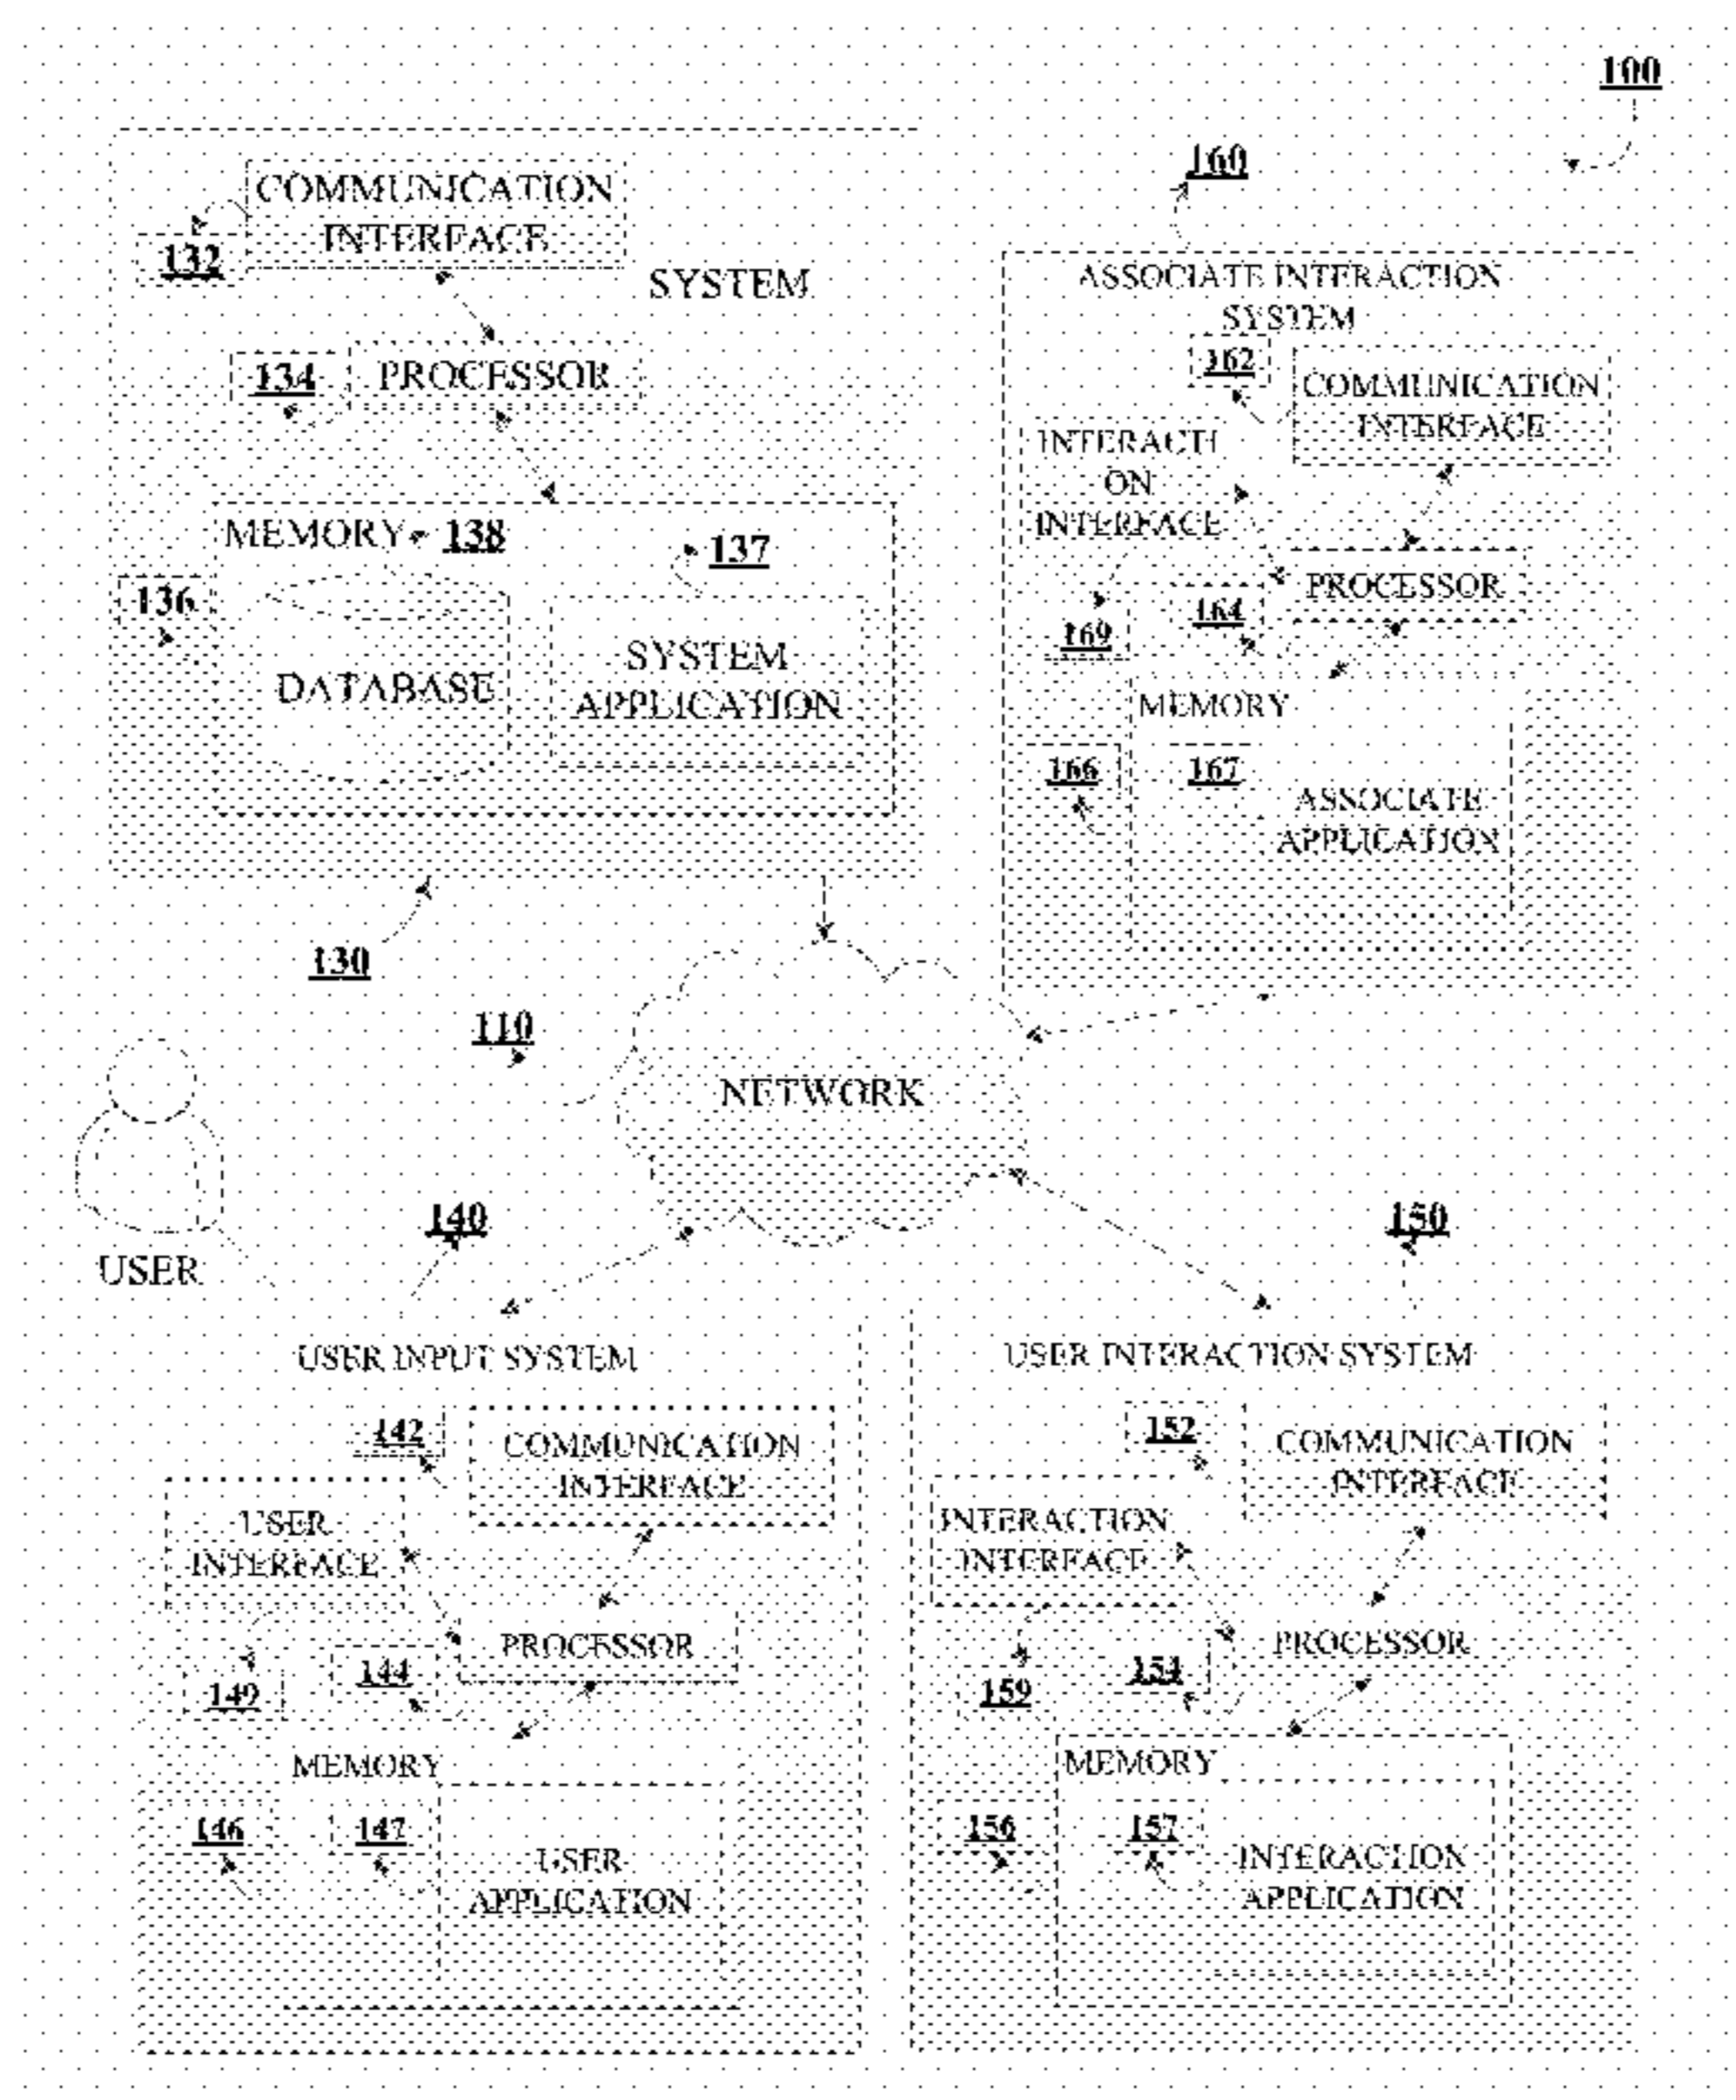 100
160
COMMUNICATION
INTERFACE
132
SYSTEM
134
PROCESSOR
MEMORY
138
137
136
DATABASE
SYSTEM
APPLICATION
130
ASSOCIATE INTERACTION
SYSTEM
162
COMMUNICATION
INTERFACE
INTERACTI
ON
INTERFACE
PROCESSOR
164
169
MEMORY
166
167
ASSOCIATE
APPLICATION
110
NETWORK
USER
140
150
USER INPUT SYSTEM
142
COMMUNICATION
INTERFACE
USER
INTERFACE
PROCESSOR
144
149
MEMORY
146
147
USER
APPLICATION
USER INTERACTION SYSTEM
152
COMMUNICATION
INTERFACE
INTERACTION
INTERFACE
PROCESSOR
154
159
MEMORY
156
157
INTERACTION
APPLICATION